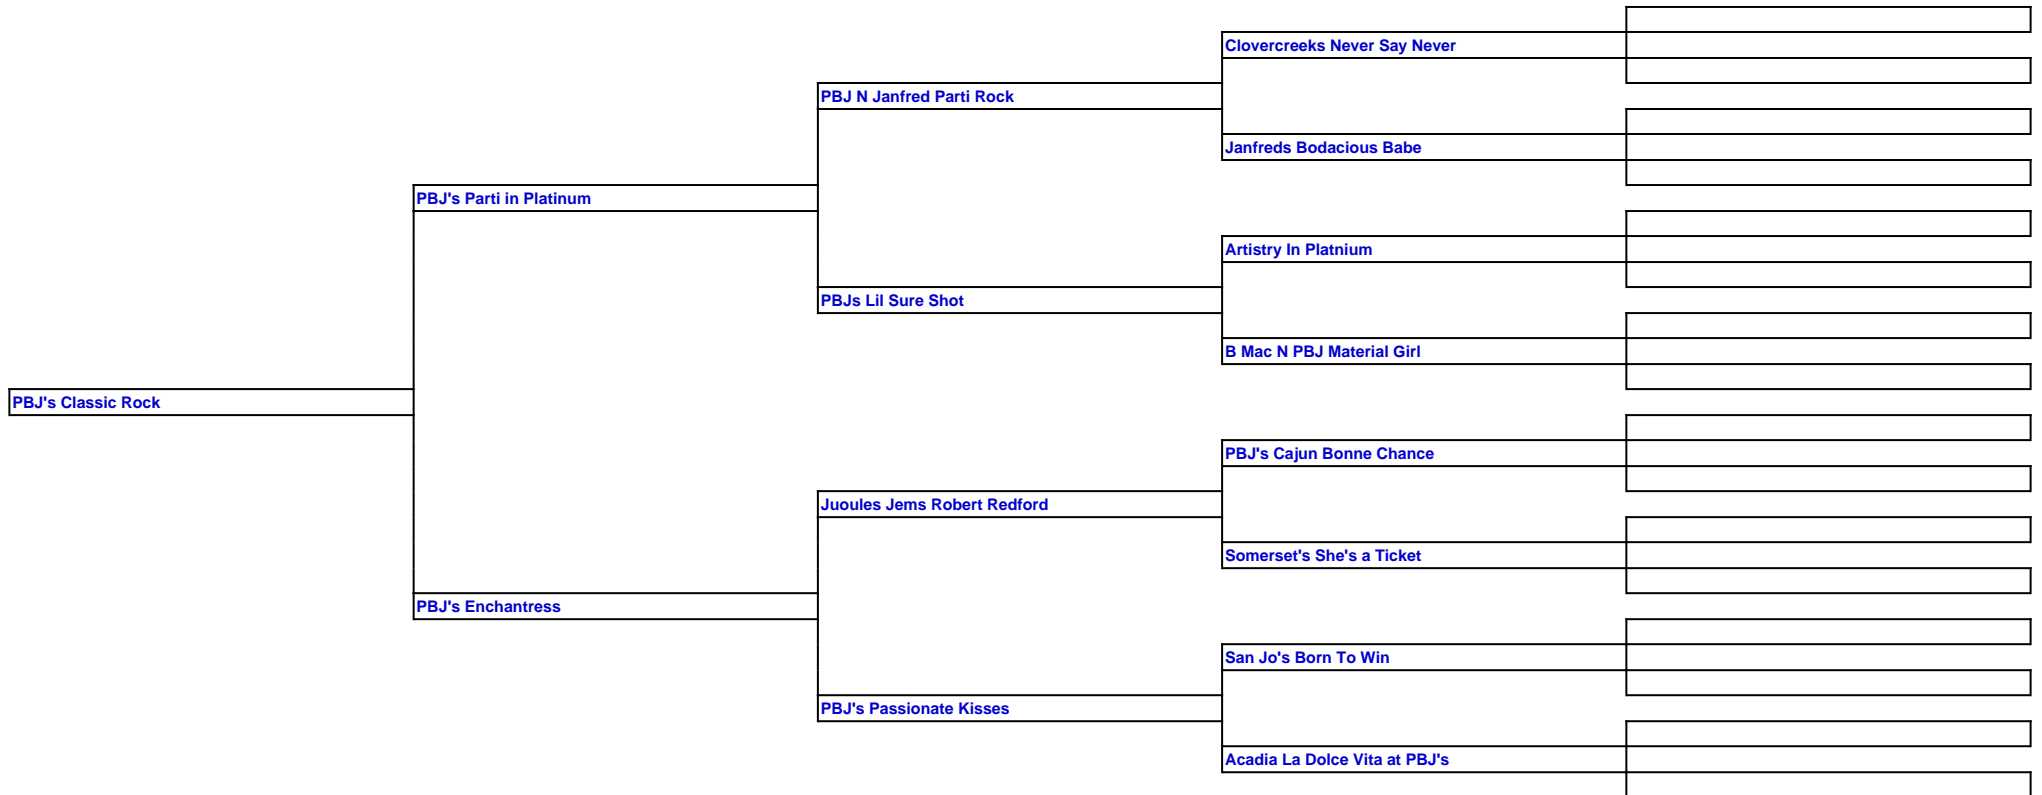 Clovercreeks Never Say Never
PBJ N Janfred Parti Rock
Janfreds Bodacious Babe
PBJ's Parti in Platinum
Artistry In Platnium
PBJs Lil Sure Shot
B Mac N PBJ Material Girl
PBJ's Classic Rock
PBJ's Cajun Bonne Chance
Juoules Jems Robert Redford
Somerset's She's a Ticket
PBJ's Enchantress
San Jo's Born To Win
PBJ's Passionate Kisses
Acadia La Dolce Vita at PBJ's